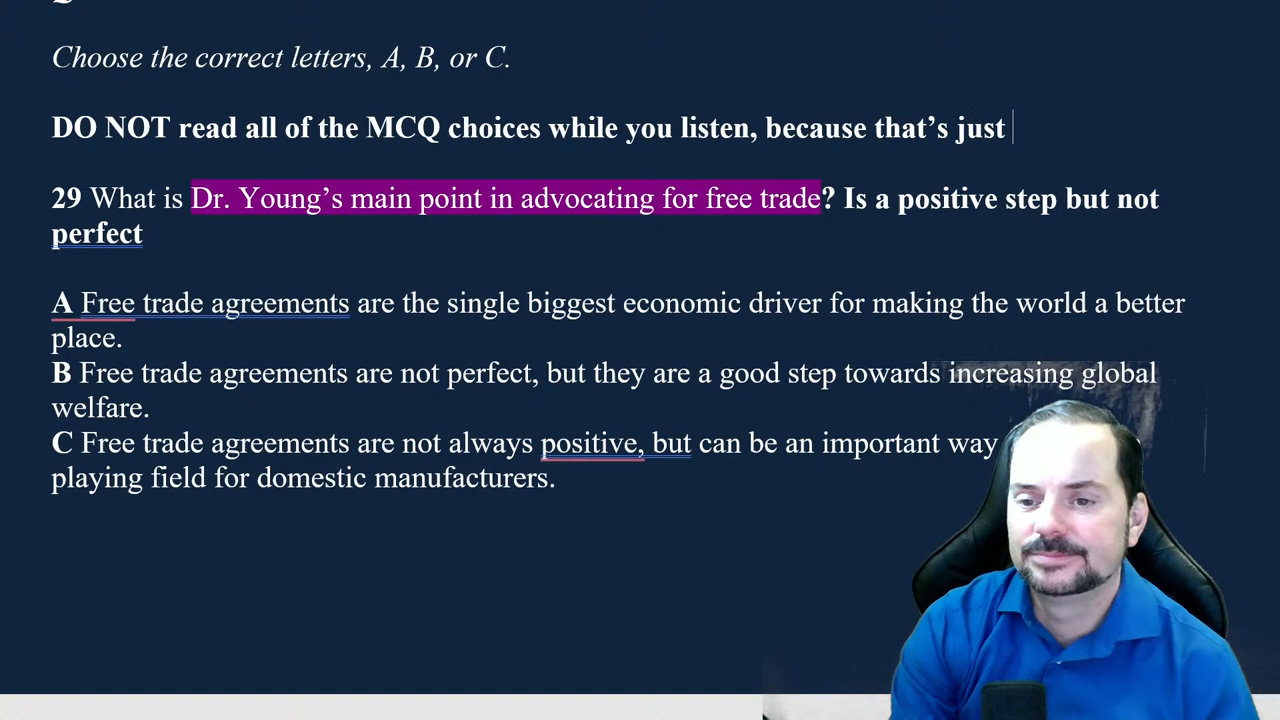 Choose the correct letters, A, B, or C.
DO NOT read all of the MCQ choices while you listen, because that’s just
29 What is Dr. Young’s main point in advocating for free trade? Is a positive step but not
perfect
A Free trade agreements are the single biggest economic driver for making the world a better
place.
B Free trade agreements are not perfect, but they are a good step towards increasing global
welfare.
C Free trade agreements are not always positive, but can be an important way
playing field for domestic manufacturers.